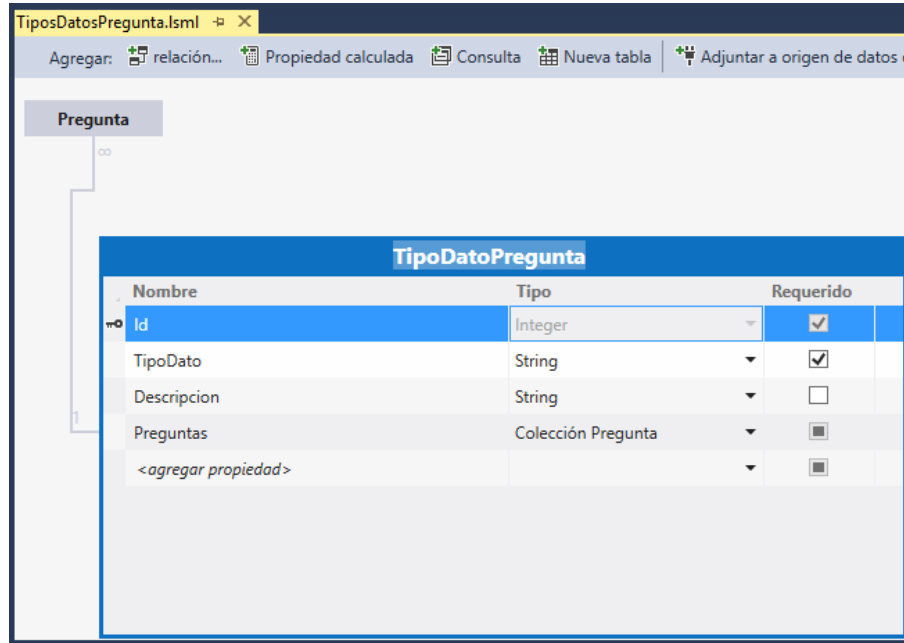 TiposDatosPregunta.lsml
Agregar: relación... Propiedad calculada Consulta Nueva tabla Adjuntar a origen de datos
Pregunta
∞
TipoDatoPregunta
Nombre Tipo Requerido
Id Integer
TipoDato String
Descripcion String
1
Preguntas Colección Pregunta
<agregar propiedad>